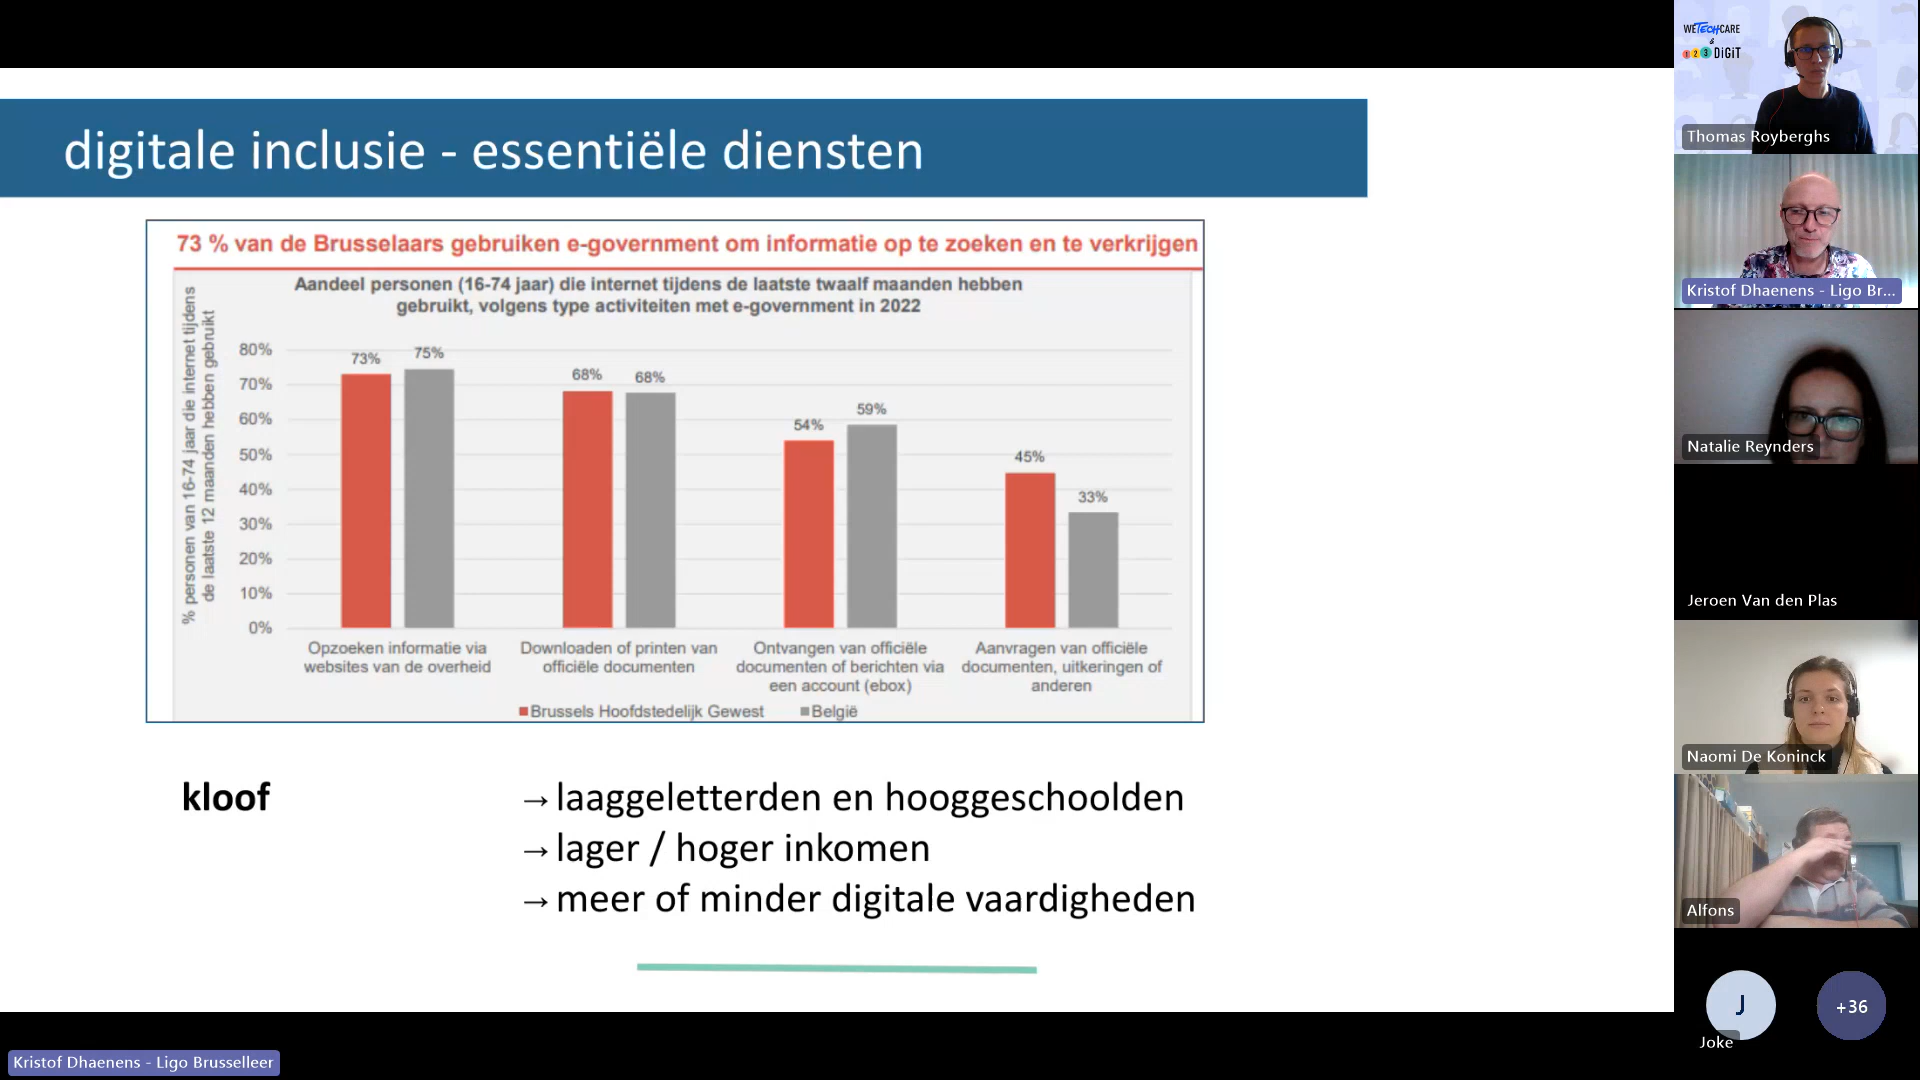 digitale inclusie - essentiële diensten
73 % van de Brusselaars gebruiken e-government om informatie op te zoeken en te verkrijgen
Aandeel personen (16-74 jaar) die internet tijdens de laatste twaalf maanden hebben
gebruikt, volgens type activiteiten met e-government in 2022
% personen van 16-74 jaar die internet tijdens
de laatste 12 maanden hebben gebruikt
80%
70%
60%
50%
40%
30%
20%
10%
0%
73%
75%
68%
68%
54%
59%
45%
33%
Opzoeken informatie via
websites van de overheid
Downloaden of printen van
officiële documenten
Ontvangen van officiële
documenten of berichten via
een account (ebox)
Aanvragen van officiële
documenten, uitkeringen of
anderen
Brussels Hoofdstedelijk Gewest
België
kloof
→laaggeletterden en hooggeschoolden
→lager / hoger inkomen
→meer of minder digitale vaardigheden
Kristof Dhaenens - Ligo Brusselleer
WETECHCARE
&
1 2 3 DiGiT
Thomas Royberghs
Kristof Dhaenens - Ligo Br...
Natalie Reynders
Jeroen Van den Plas
Naomi De Koninck
Alfons
J
Joke
+36